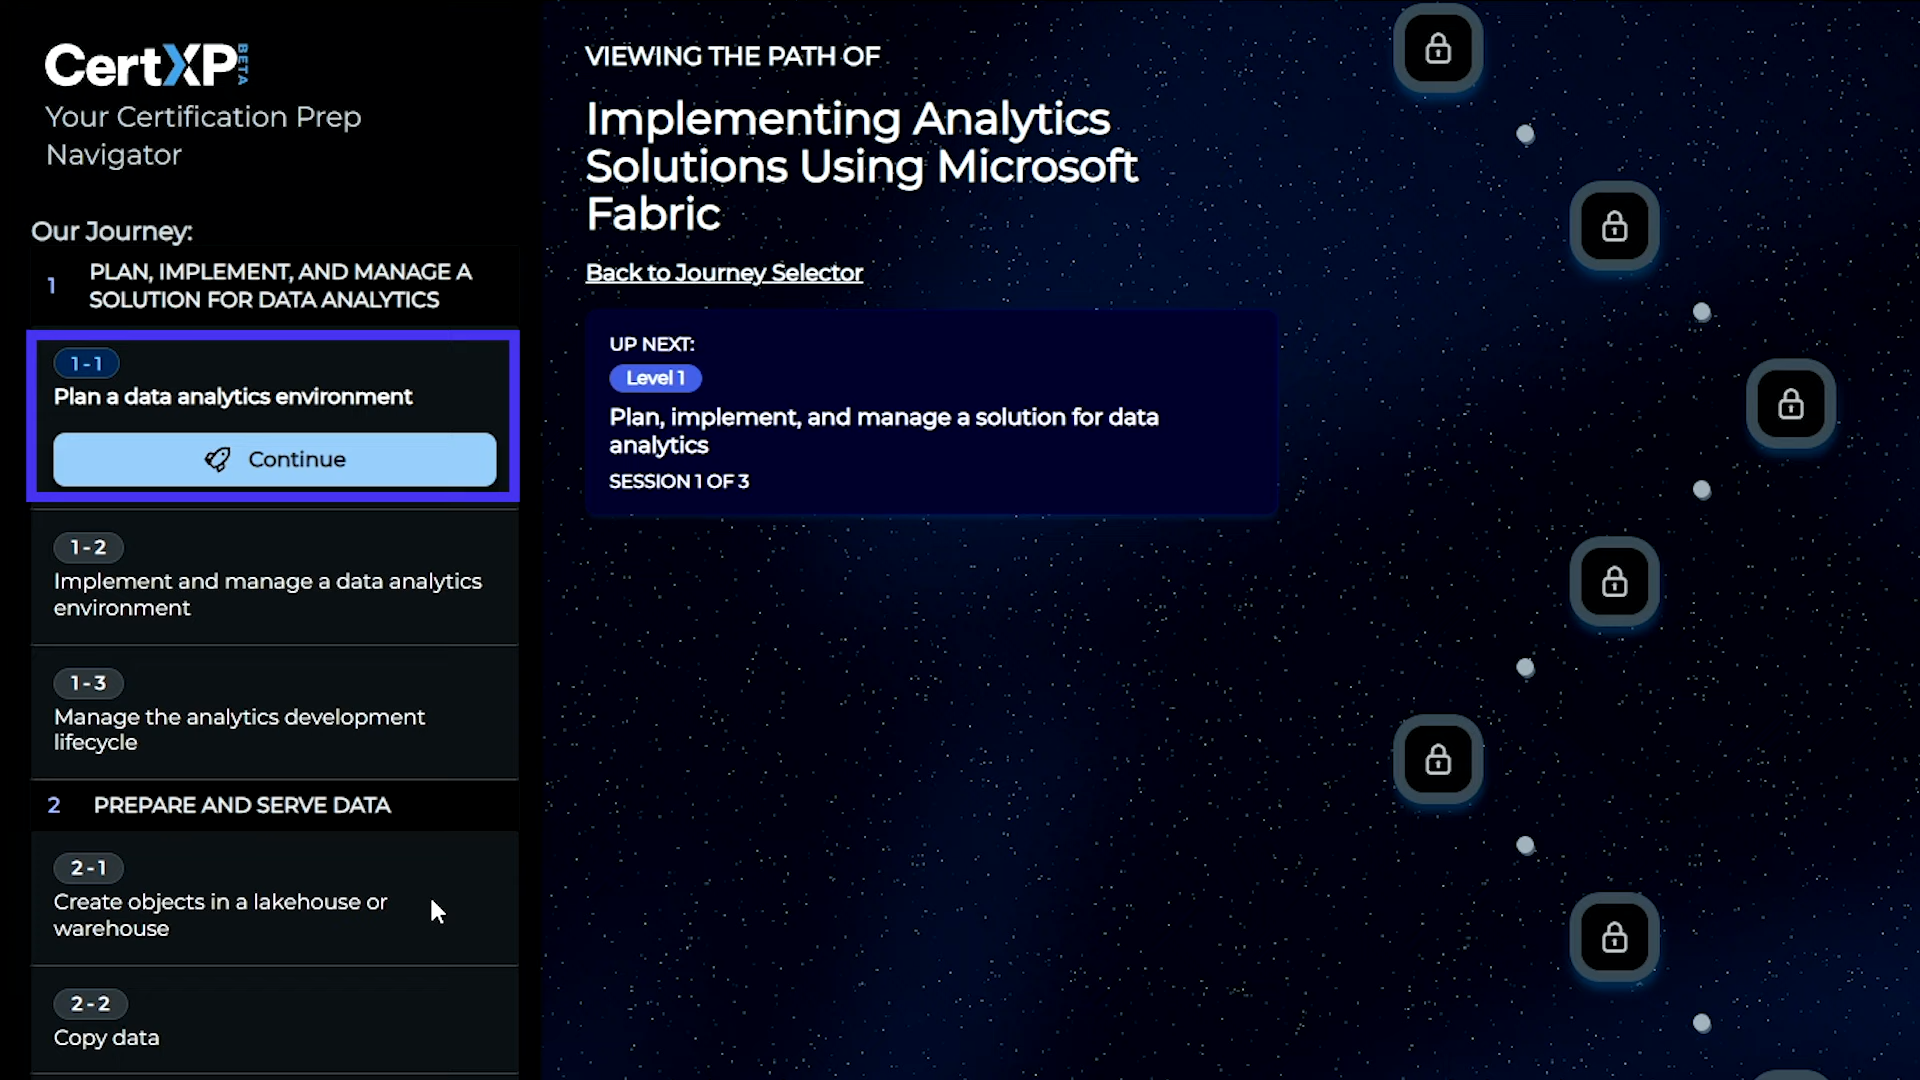 CertXP BETA
Your Certification Prep
Navigator
Our Journey:
1 PLAN, IMPLEMENT, AND MANAGE A
SOLUTION FOR DATA ANALYTICS
1-1
Plan a data analytics environment
Continue
1-2
Implement and manage a data analytics
environment
1-3
Manage the analytics development
lifecycle
2 PREPARE AND SERVE DATA
2-1
Create objects in a lakehouse or
warehouse
2-2
Copy data
VIEWING THE PATH OF
Implementing Analytics
Solutions Using Microsoft
Fabric
Back to Journey Selector
UP NEXT:
Level 1
Plan, implement, and manage a solution for data
analytics
SESSION 1 OF 3